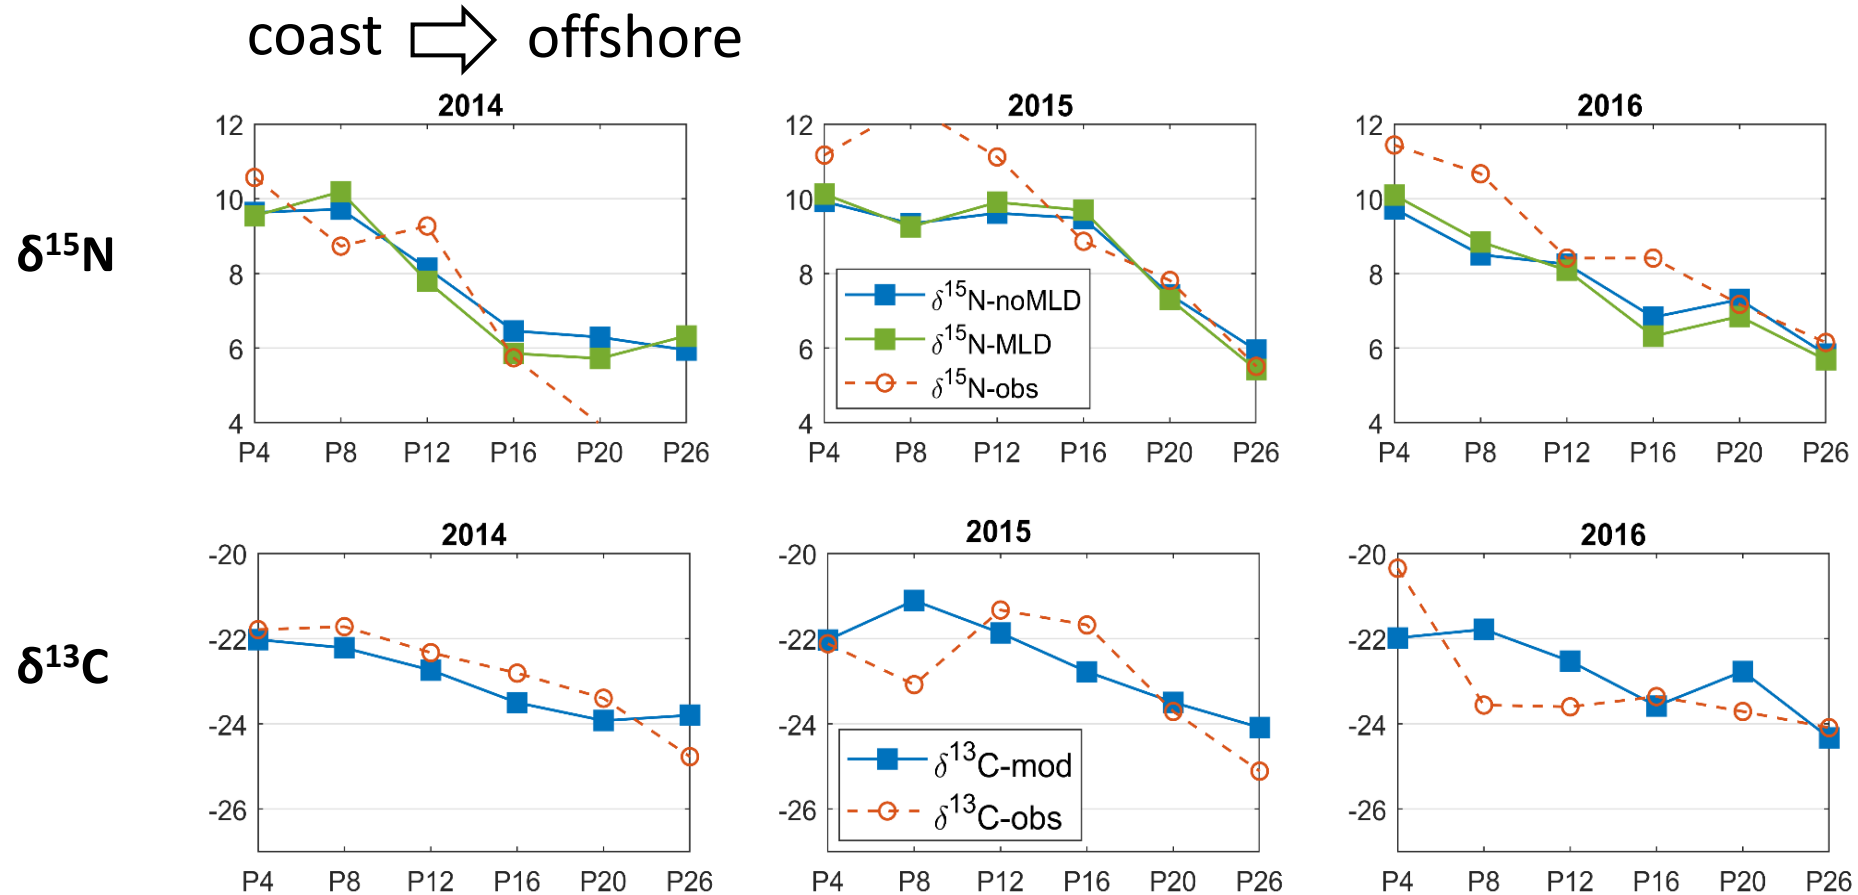 coast offshore
2014 2015 2016
δ¹⁵N
12
10
8
6
4
P4 P8 P12 P16 P20 P26
12
10
8
6
4
δ¹⁵N-noMLD
δ¹⁵N-MLD
δ¹⁵N-obs
P4 P8 P12 P16 P20 P26
12
10
8
6
4
P4 P8 P12 P16 P20 P26
2014 2015 2016
δ¹³C
-20
-22
-24
-26
P4 P8 P12 P16 P20 P26
-20
-22
-24
-26
δ¹³C-mod
δ¹³C-obs
P4 P8 P12 P16 P20 P26
-20
-22
-24
-26
P4 P8 P12 P16 P20 P26